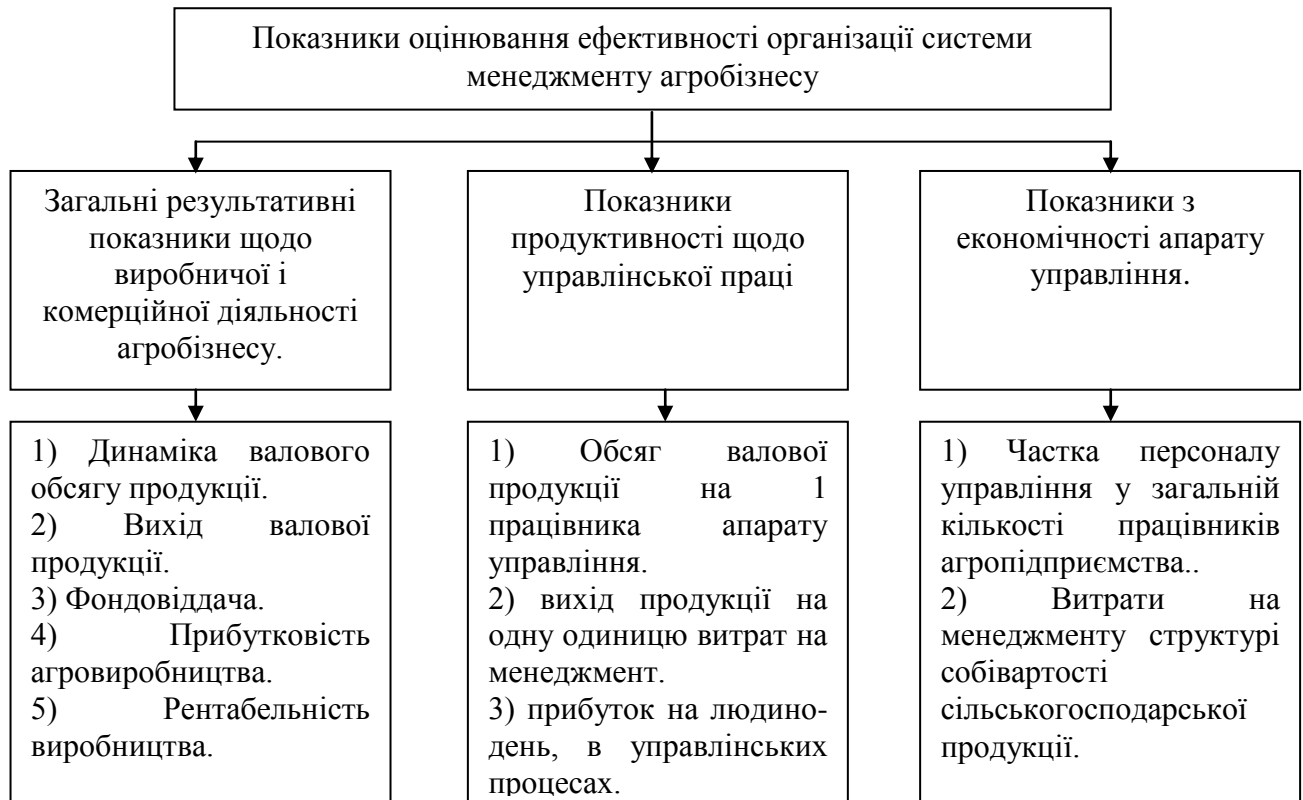 Показники оцінювання ефективності організації системи
менеджменту агробізнесу
Загальні результативні
показники щодо
виробничої і
комерційної діяльності
агробізнесу.
Показники
продуктивності щодо
управлінської праці
Показники з
економічності апарату
управління.
1) Динаміка валового
обсягу продукції.
2) Вихід валової
продукції.
3) Фондовіддача.
4) Прибутковість
агровиробництва.
5) Рентабельність
виробництва.
1) Обсяг валової
продукції на 1
працівника апарату
управління.
2) вихід продукції на
одну одиницю витрат на
менеджмент.
3) прибуток на людино-
день, в управлінських
процесах.
1) Частка персоналу
управління у загальній
кількості працівників
агропідприємства..
2) Витрати на
менеджменту структурі
собівартості
сільськогосподарської
продукції.